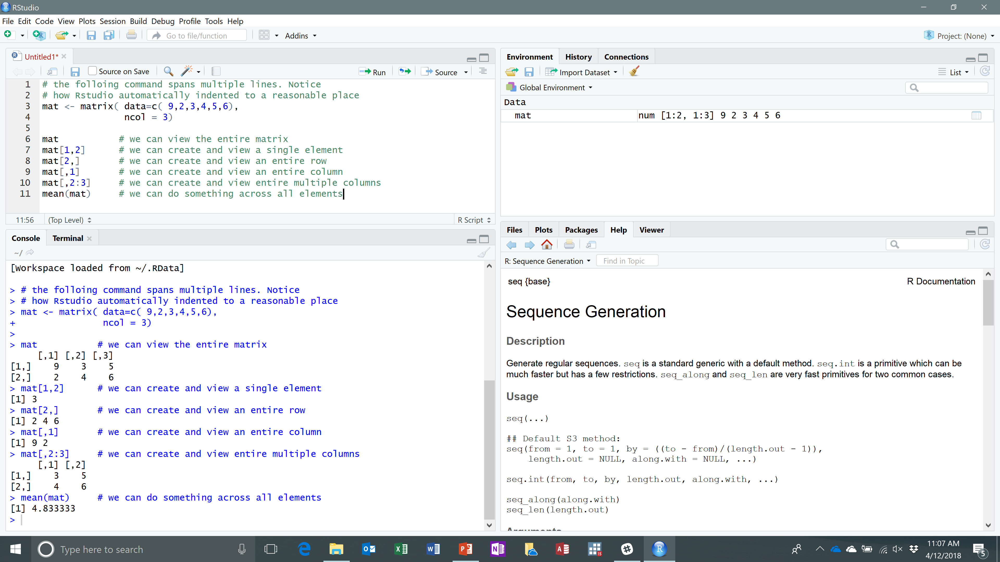 RStudio
File Edit Code View Plots Session Build Debug Profile Tools Help
Go to file/function Addins Project: (None)
Untitled1*
Source on Save Run Source
1 # the folloing command spans multiple lines. Notice
2 # how Rstudio automatically indented to a reasonable place
3 mat <- matrix( data=c( 9,2,3,4,5,6),
4                ncol = 3)
5
6 mat           # we can view the entire matrix
7 mat[1,2]      # we can create and view a single element
8 mat[2,]       # we can create and view an entire row
9 mat[,1]       # we can create and view an entire column
10 mat[,2:3]     # we can create and view entire multiple columns
11 mean(mat)     # we can do something across all elements
11:56 (Top Level) R Script
Console Terminal
~/
[Workspace loaded from ~/.RData]
> # the folloing command spans multiple lines. Notice
> # how Rstudio automatically indented to a reasonable place
> mat <- matrix( data=c( 9,2,3,4,5,6),
+                ncol = 3)
>
> mat           # we can view the entire matrix
     [,1] [,2] [,3]
[1,]    9    3    5
[2,]    2    4    6
> mat[1,2]      # we can create and view a single element
[1] 3
> mat[2,]       # we can create and view an entire row
[1] 2 4 6
> mat[,1]       # we can create and view an entire column
[1] 9 2
> mat[,2:3]     # we can create and view entire multiple columns
     [,1] [,2]
[1,]    3    5
[2,]    4    6
> mean(mat)     # we can do something across all elements
[1] 4.833333
>
Environment History Connections
Import Dataset List
Global Environment
Data
mat num [1:2, 1:3] 9 2 3 4 5 6
Files Plots Packages Help Viewer
R: Sequence Generation Find in Topic
seq {base} R Documentation
Sequence Generation
Description
Generate regular sequences. seq is a standard generic with a default method. seq.int is a primitive which can be
much faster but has a few restrictions. seq_along and seq_len are very fast primitives for two common cases.
Usage
seq(...)
## Default S3 method:
seq(from = 1, to = 1, by = ((to - from)/(length.out - 1)),
    length.out = NULL, along.with = NULL, ...)
seq.int(from, to, by, length.out, along.with, ...)
seq_along(along.with)
seq_len(length.out)
Arguments
Type here to search
15
11:07 AM
4/12/2018
5